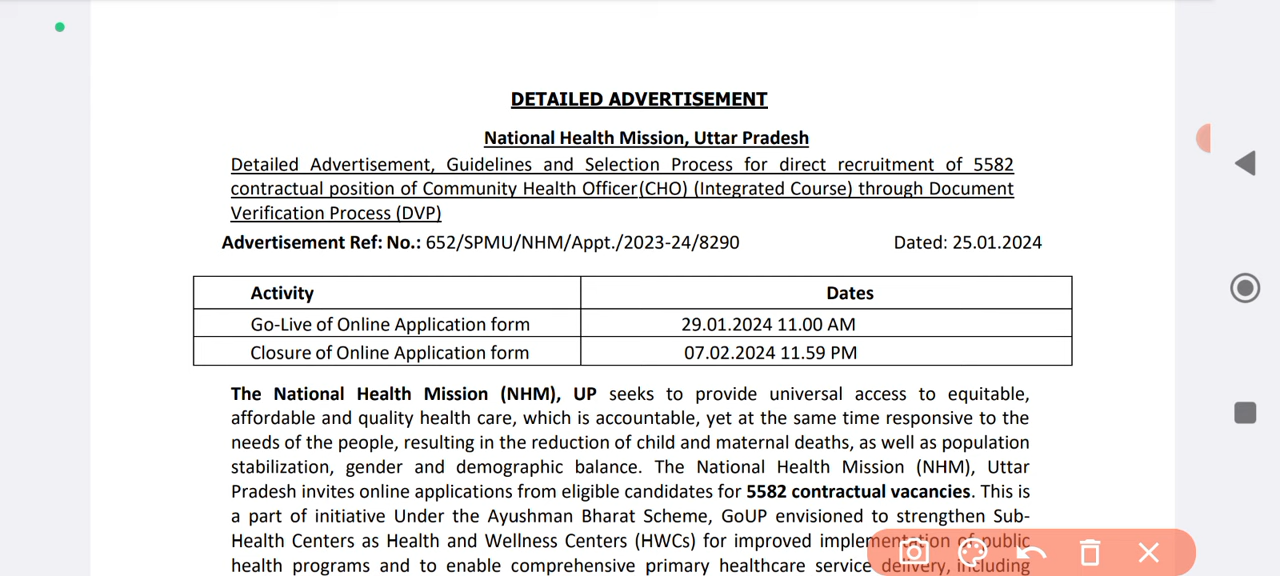 DETAILED ADVERTISEMENT
National Health Mission, Uttar Pradesh
Detailed Advertisement, Guidelines and Selection Process for direct recruitment of 5582
contractual position of Community Health Officer(CHO) (Integrated Course) through Document
Verification Process (DVP)
Advertisement Ref: No.: 652/SPMU/NHM/Appt./2023-24/8290 Dated: 25.01.2024
Activity Dates
Go-Live of Online Application form 29.01.2024 11.00 AM
Closure of Online Application form 07.02.2024 11.59 PM
The National Health Mission (NHM), UP seeks to provide universal access to equitable,
affordable and quality health care, which is accountable, yet at the same time responsive to the
needs of the people, resulting in the reduction of child and maternal deaths, as well as population
stabilization, gender and demographic balance. The National Health Mission (NHM), Uttar
Pradesh invites online applications from eligible candidates for 5582 contractual vacancies. This is
a part of initiative Under the Ayushman Bharat Scheme, GoUP envisioned to strengthen Sub-
Health Centers as Health and Wellness Centers (HWCs) for improved implementation of public
health programs and to enable comprehensive primary healthcare service delivery, including